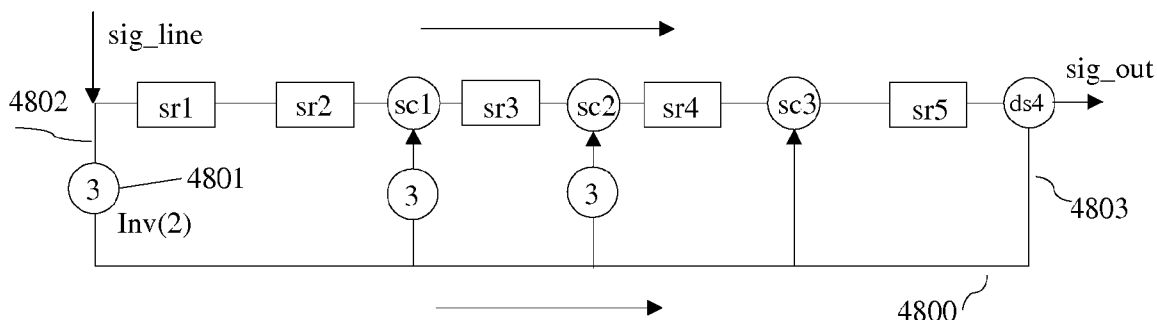 sig_line
sig_out
4802
sr1
sr2
sc1
sr3
sc2
sr4
sc3
sr5
ds4
3
4801
3
3
4803
Inv(2)
4800